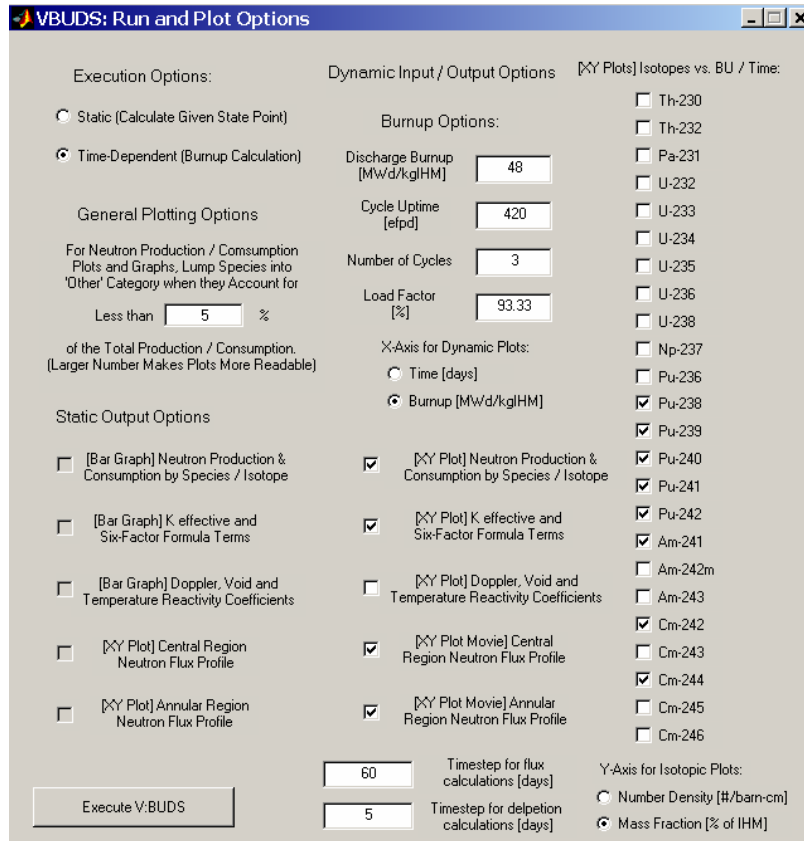 VBUDS: Run and Plot Options
Execution Options:
Static (Calculate Given State Point)
Time-Dependent (Burnup Calculation)
General Plotting Options
For Neutron Production / Comsumption
Plots and Graphs, Lump Species into
'Other' Category when they Account for
Less than 5 %
of the Total Production / Consumption.
(Larger Number Makes Plots More Readable)
Static Output Options
[Bar Graph] Neutron Production &
Consumption by Species / Isotope
[Bar Graph] K effective and
Six-Factor Formula Terms
[Bar Graph] Doppler, Void and
Temperature Reactivity Coefficients
[XY Plot] Central Region
Neutron Flux Profile
[XY Plot] Annular Region
Neutron Flux Profile
Execute V:BUDS
Dynamic Input / Output Options
Burnup Options:
Discharge Burnup
[MWd/kgIHM]
48
Cycle Uptime
[efpd]
420
Number of Cycles
3
Load Factor
[%]
93.33
X-Axis for Dynamic Plots:
Time [days]
Burnup [MWd/kgIHM]
[XY Plot] Neutron Production &
Consumption by Species / Isotope
[XY Plot] K effective and
Six-Factor Formula Terms
[XY Plot] Doppler, Void and
Temperature Reactivity Coefficients
[XY Plot Movie] Central
Region Neutron Flux Profile
[XY Plot Movie] Annular
Region Neutron Flux Profile
60
Timestep for flux
calculations [days]
5
Timestep for delpetion
calculations [days]
[XY Plots] Isotopes vs. BU / Time:
Th-230
Th-232
Pa-231
U-232
U-233
U-234
U-235
U-236
U-238
Np-237
Pu-236
Pu-238
Pu-239
Pu-240
Pu-241
Pu-242
Am-241
Am-242m
Am-243
Cm-242
Cm-243
Cm-244
Cm-245
Cm-246
Y-Axis for Isotopic Plots:
Number Density [#/barn-cm]
Mass Fraction [% of IHM]